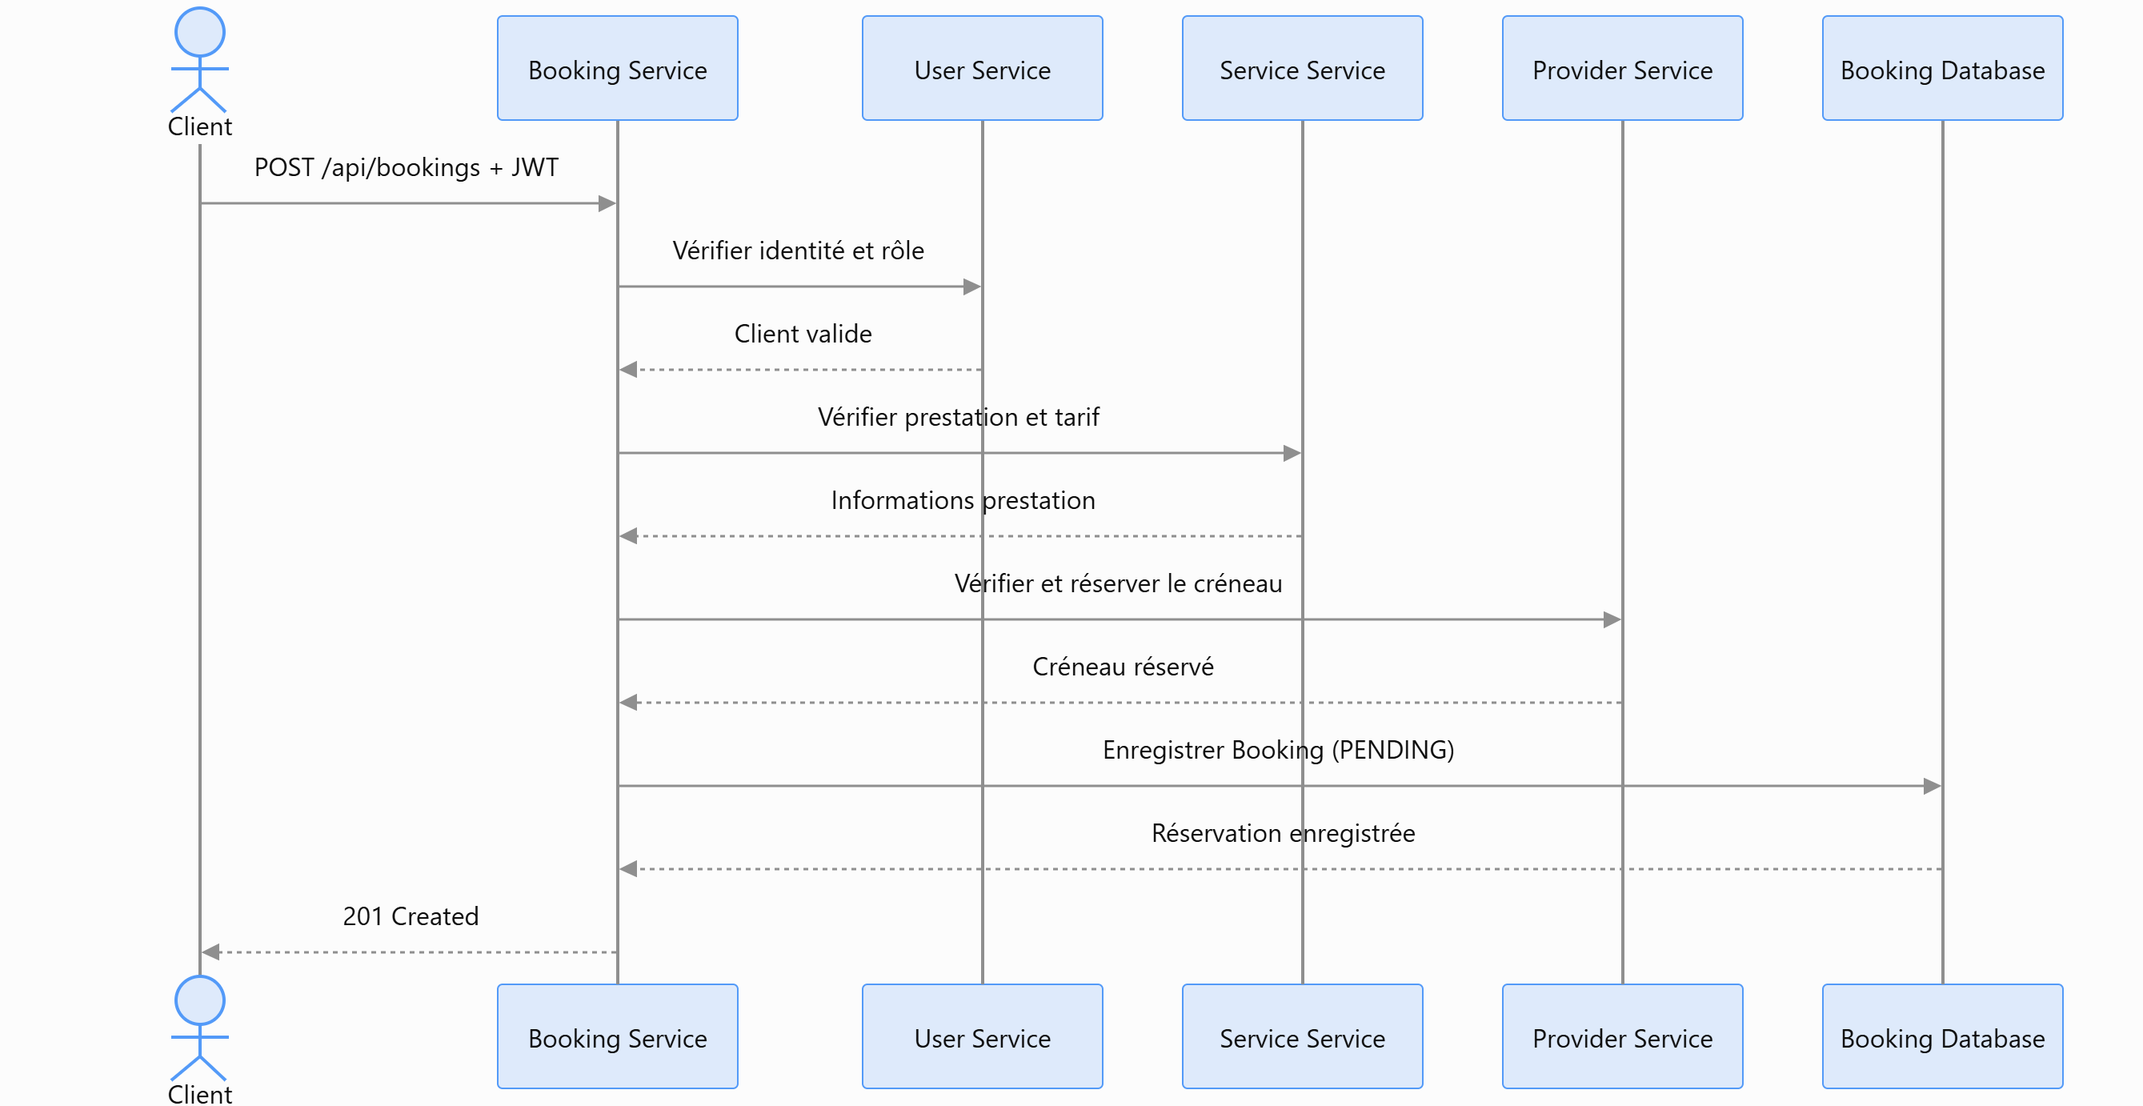 Client
Booking Service
User Service
Service Service
Provider Service
Booking Database
POST /api/bookings + JWT
Vérifier identité et rôle
Client valide
Vérifier prestation et tarif
Informations prestation
Vérifier et réserver le créneau
Créneau réservé
Enregistrer Booking (PENDING)
Réservation enregistrée
201 Created
Client
Booking Service
User Service
Service Service
Provider Service
Booking Database